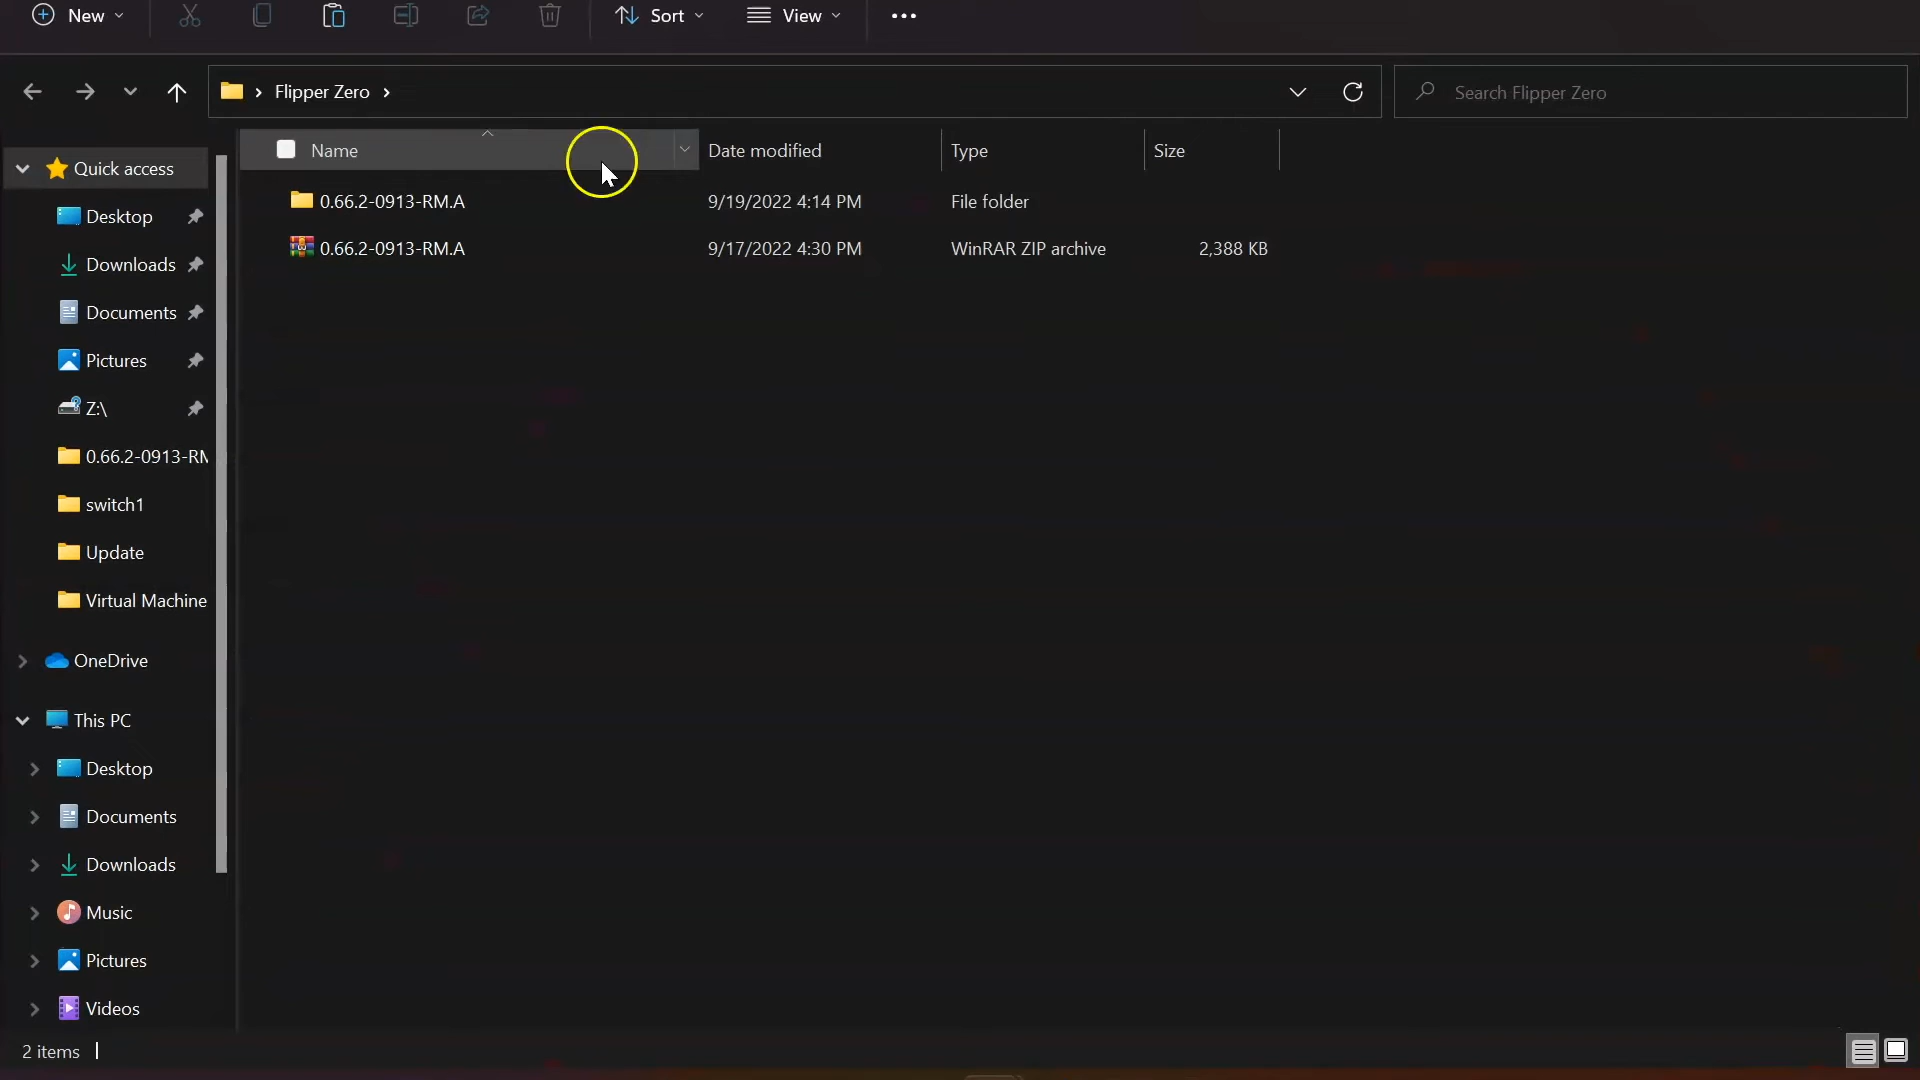 New
Sort
View
Flipper Zero
Search Flipper Zero
Name Date modified Type Size
0.66.2-0913-RM.A 9/19/2022 4:14 PM File folder
0.66.2-0913-RM.A 9/17/2022 4:30 PM WinRAR ZIP archive 2,388 KB
Quick access
Desktop
Downloads
Documents
Pictures
Z:\
0.66.2-0913-RM
switch1
Update
Virtual Machine
OneDrive
This PC
Desktop
Documents
Downloads
Music
Pictures
Videos
2 items